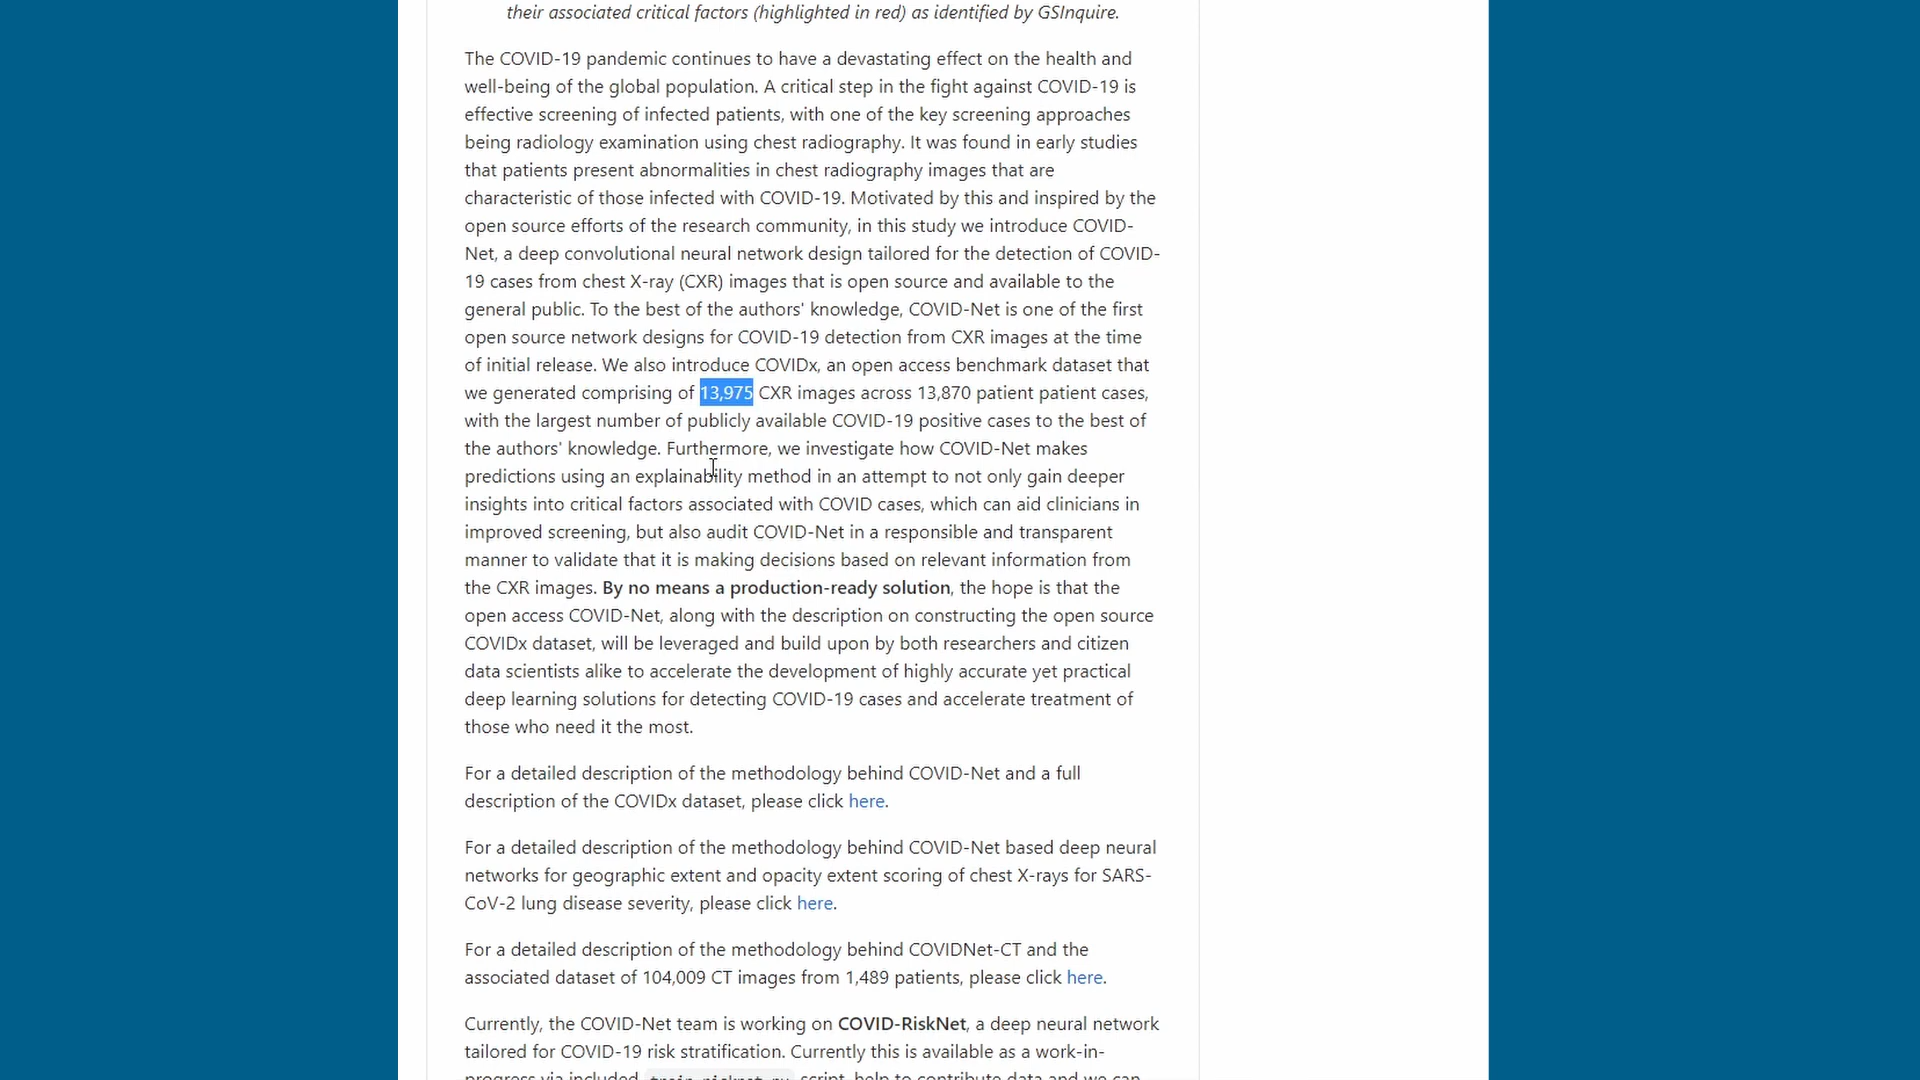 their associated critical factors (highlighted in red) as identified by GSInquire.
The COVID-19 pandemic continues to have a devastating effect on the health and
well-being of the global population. A critical step in the fight against COVID-19 is
effective screening of infected patients, with one of the key screening approaches
being radiology examination using chest radiography. It was found in early studies
that patients present abnormalities in chest radiography images that are
characteristic of those infected with COVID-19. Motivated by this and inspired by the
open source efforts of the research community, in this study we introduce COVID-
Net, a deep convolutional neural network design tailored for the detection of COVID-
19 cases from chest X-ray (CXR) images that is open source and available to the
general public. To the best of the authors' knowledge, COVID-Net is one of the first
open source network designs for COVID-19 detection from CXR images at the time
of initial release. We also introduce COVIDx, an open access benchmark dataset that
we generated comprising of 13,975 CXR images across 13,870 patient patient cases,
with the largest number of publicly available COVID-19 positive cases to the best of
the authors' knowledge. Furthermore, we investigate how COVID-Net makes
predictions using an explainability method in an attempt to not only gain deeper
insights into critical factors associated with COVID cases, which can aid clinicians in
improved screening, but also audit COVID-Net in a responsible and transparent
manner to validate that it is making decisions based on relevant information from
the CXR images. By no means a production-ready solution, the hope is that the
open access COVID-Net, along with the description on constructing the open source
COVIDx dataset, will be leveraged and build upon by both researchers and citizen
data scientists alike to accelerate the development of highly accurate yet practical
deep learning solutions for detecting COVID-19 cases and accelerate treatment of
those who need it the most.
For a detailed description of the methodology behind COVID-Net and a full
description of the COVIDx dataset, please click here.
For a detailed description of the methodology behind COVID-Net based deep neural
networks for geographic extent and opacity extent scoring of chest X-rays for SARS-
CoV-2 lung disease severity, please click here.
For a detailed description of the methodology behind COVIDNet-CT and the
associated dataset of 104,009 CT images from 1,489 patients, please click here.
Currently, the COVID-Net team is working on COVID-RiskNet, a deep neural network
tailored for COVID-19 risk stratification. Currently this is available as a work-in-
progress via included train_risknet.py script, help to contribute data and we can